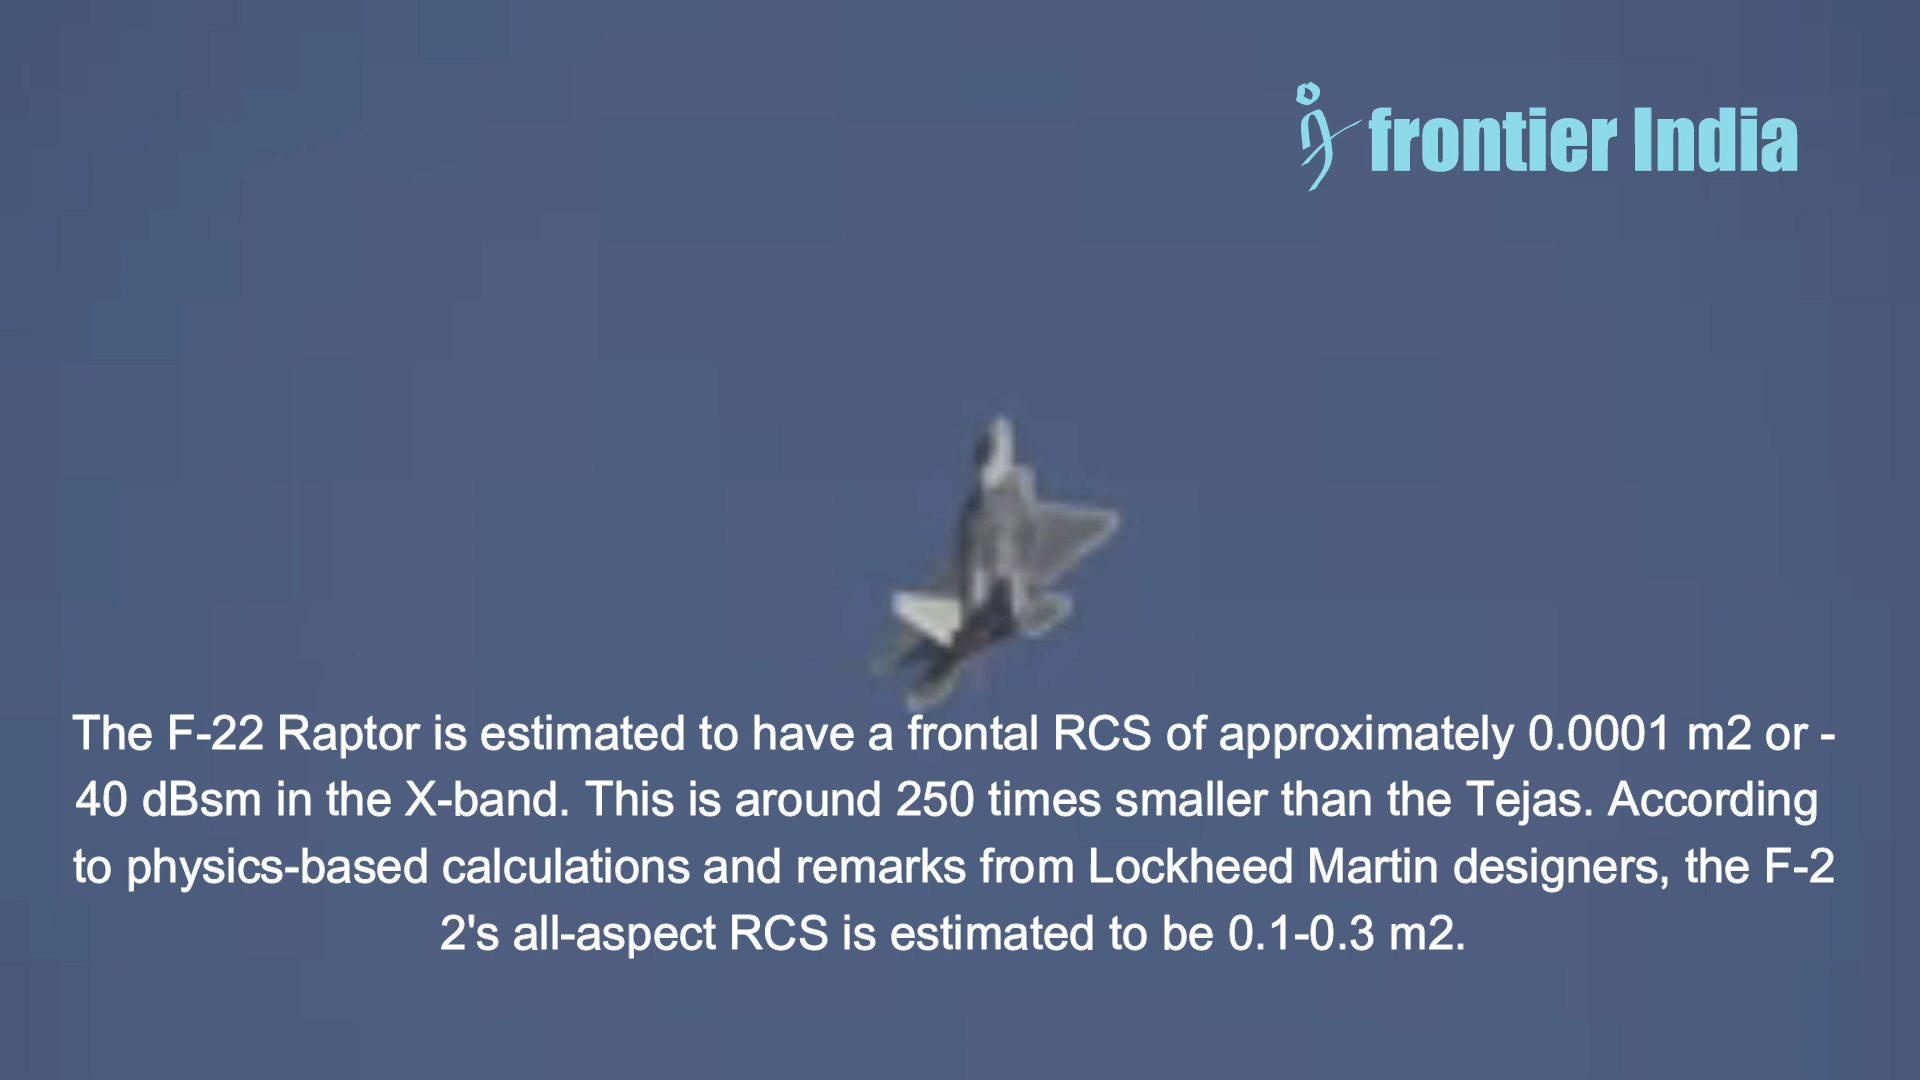 frontier India
The F-22 Raptor is estimated to have a frontal RCS of approximately 0.0001 m2 or -
40 dBsm in the X-band. This is around 250 times smaller than the Tejas. According
to physics-based calculations and remarks from Lockheed Martin designers, the F-2
2's all-aspect RCS is estimated to be 0.1-0.3 m2.